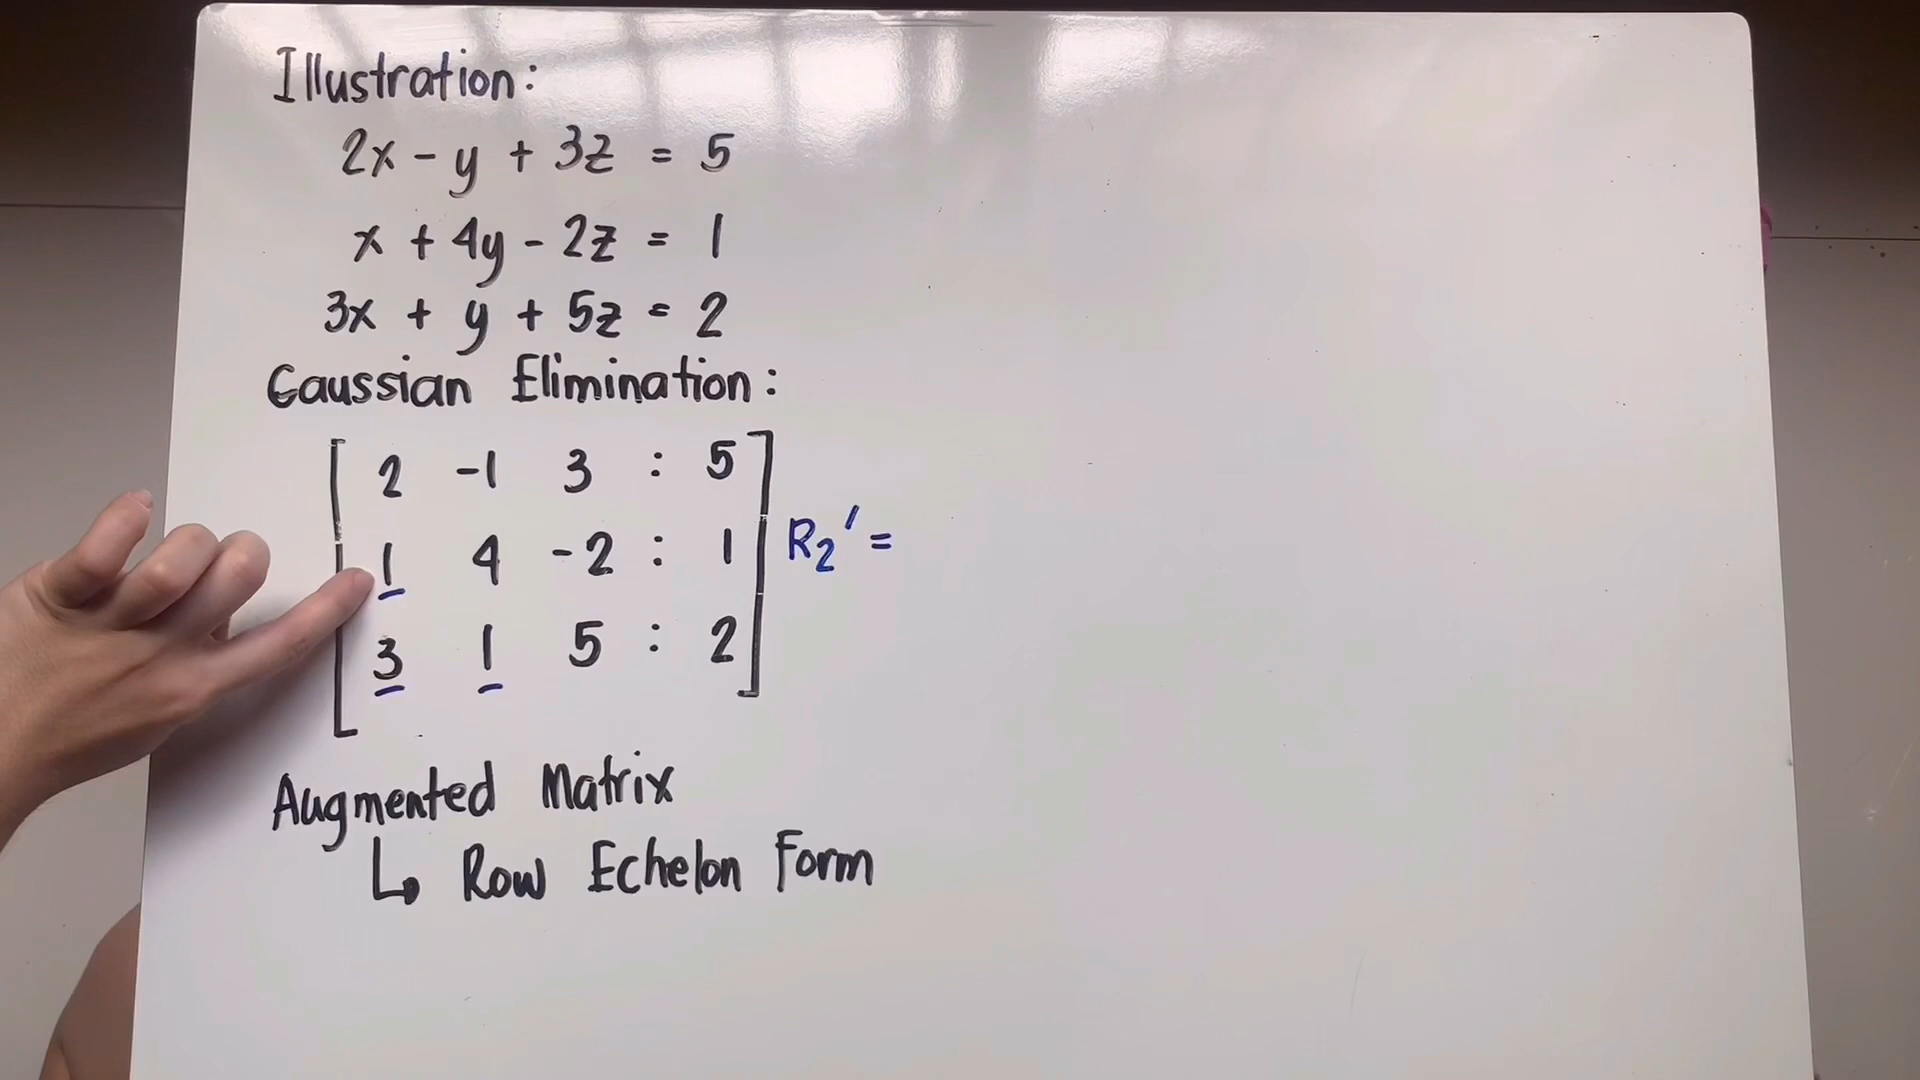 Illustration:
2x - y + 3z = 5
x + 4y - 2z = 1
3x + y + 5z = 2
Gaussian Elimination:
2 -1 3 : 5
1 4 -2 : 1 R₂' =
3 1 5 : 2
Augmented Matrix
↳ Row Echelon Form